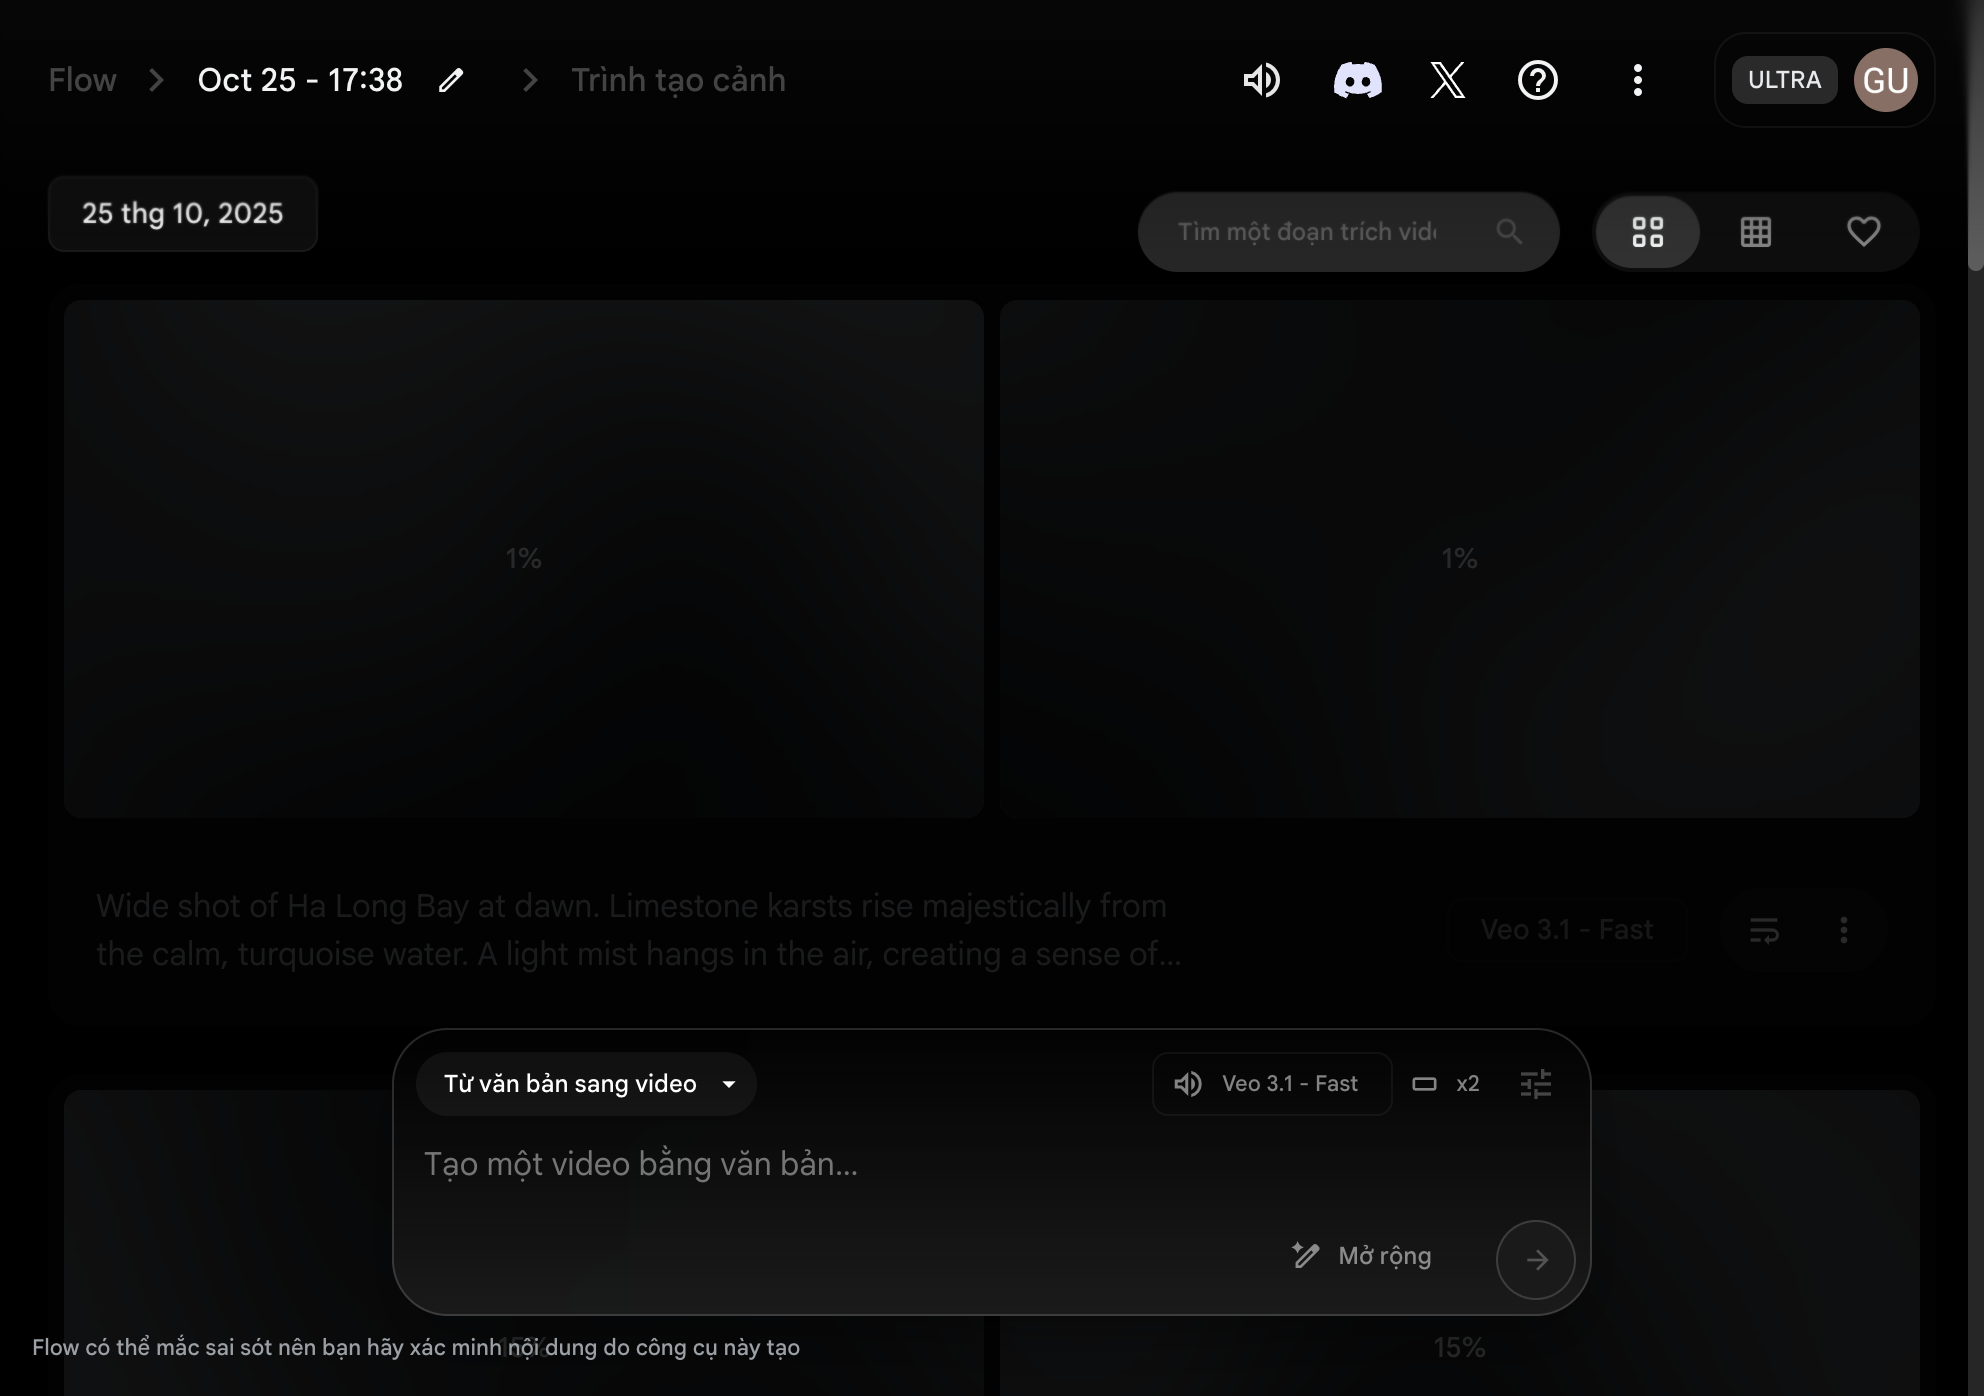 Flow
Oct 25 - 17:38
Trình tạo cảnh
ULTRA
GU
25 thg 10, 2025
Tìm một đoạn trích vide
1%
1%
Wide shot of Ha Long Bay at dawn. Limestone karsts rise majestically from
the calm, turquoise water. A light mist hangs in the air, creating a sense of...
Veo 3.1 - Fast
Từ văn bản sang video
Veo 3.1 - Fast
x2
Tạo một video bằng văn bản...
Mở rộng
Flow có thể mắc sai sót nên bạn hãy xác minh nội dung do công cụ này tạo
15%
15%